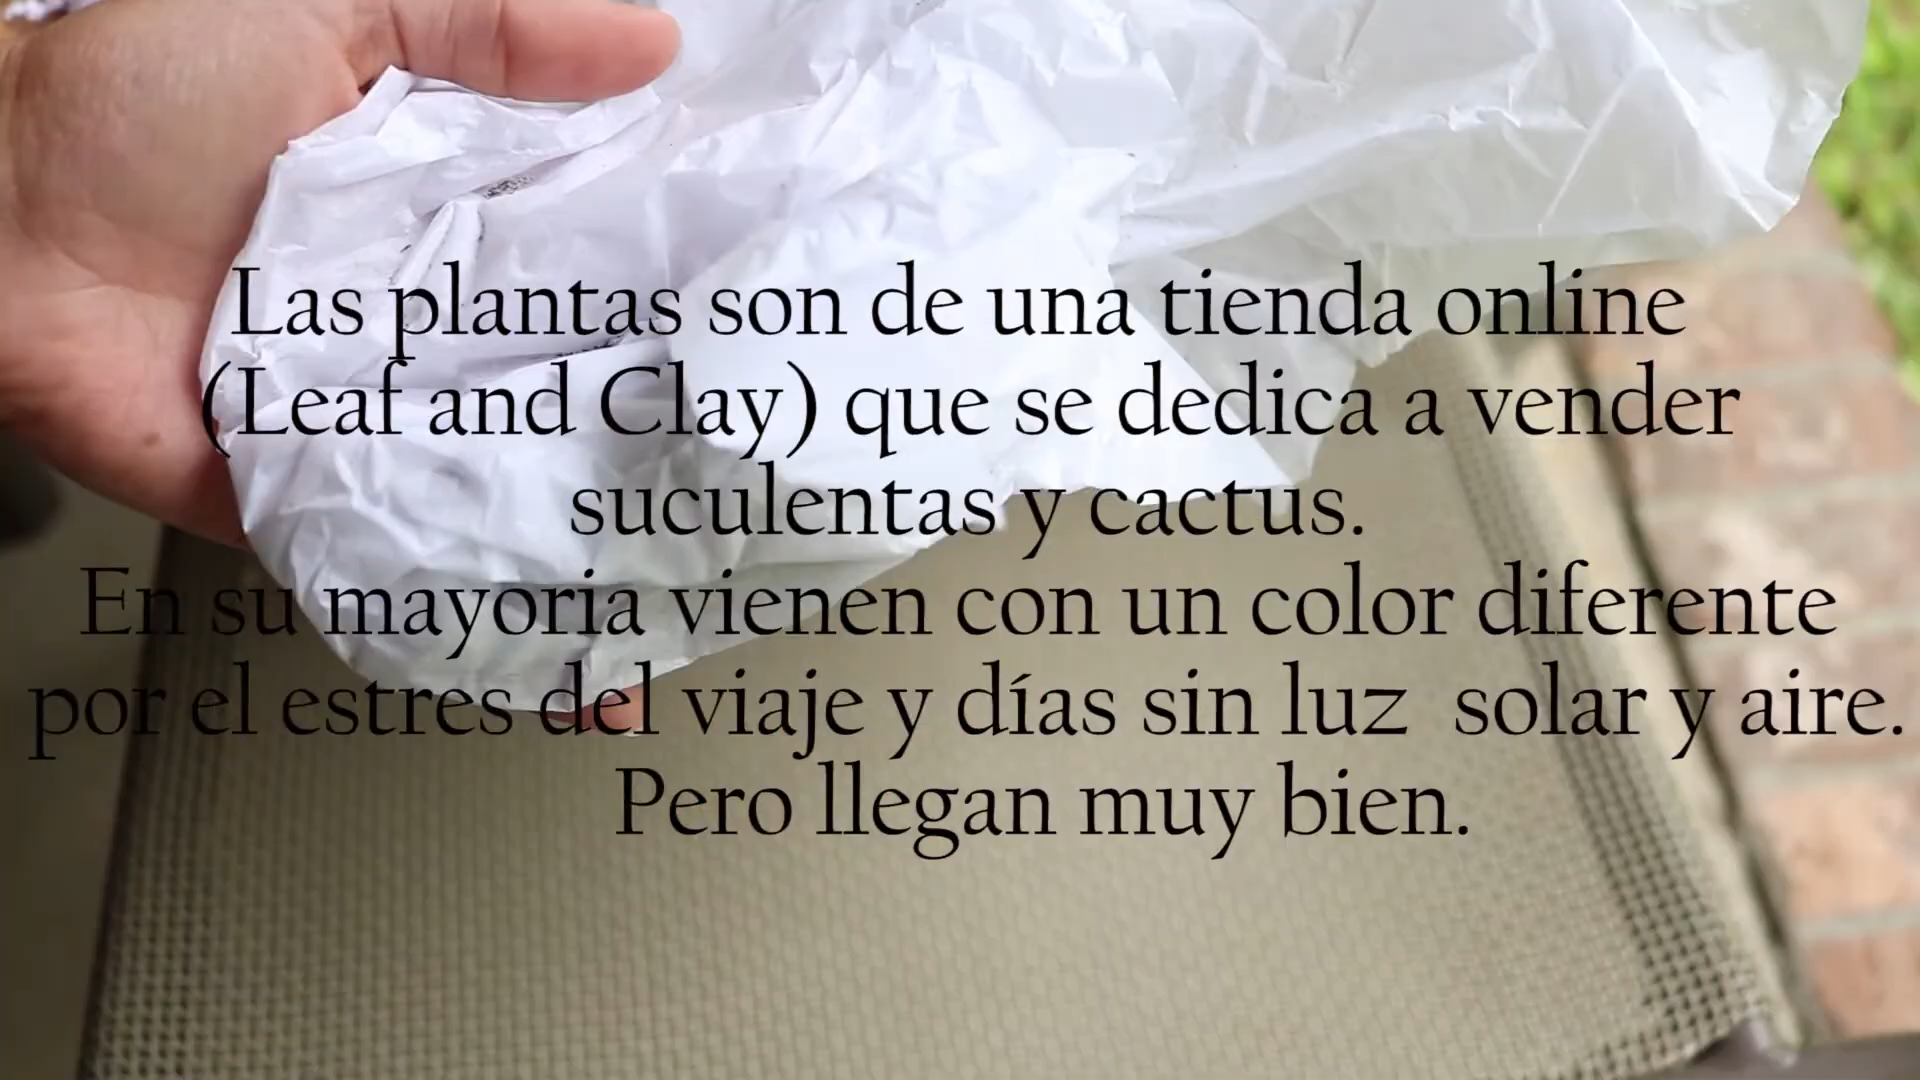 Las plantas son de una tienda online
(Leaf and Clay) que se dedica a vender
suculentas y cactus.
En su mayoria vienen con un color diferente
por el estres del viaje y días sin luz  solar y aire.
Pero llegan muy bien.